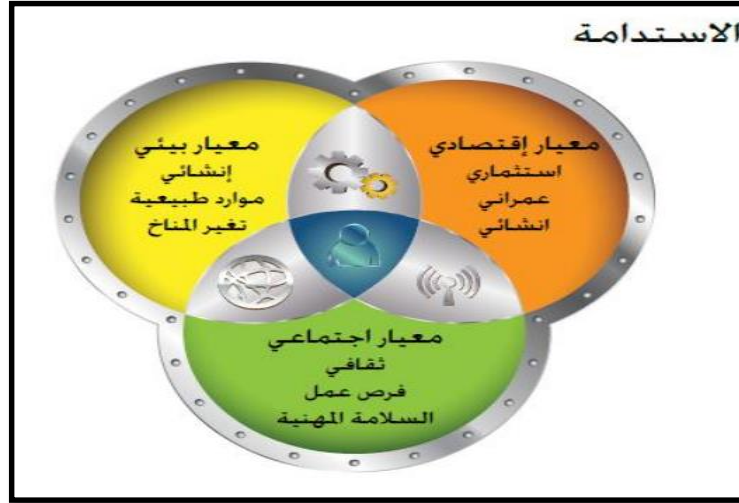 الاستدامة
معيار إقتصادي
استثماري
عمراني
انشائي
معيار بيئي
إنشائي
موارد طبيعية
تغير المناخ
معيار اجتماعي
ثقافي
فرص عمل
السلامة المهنية